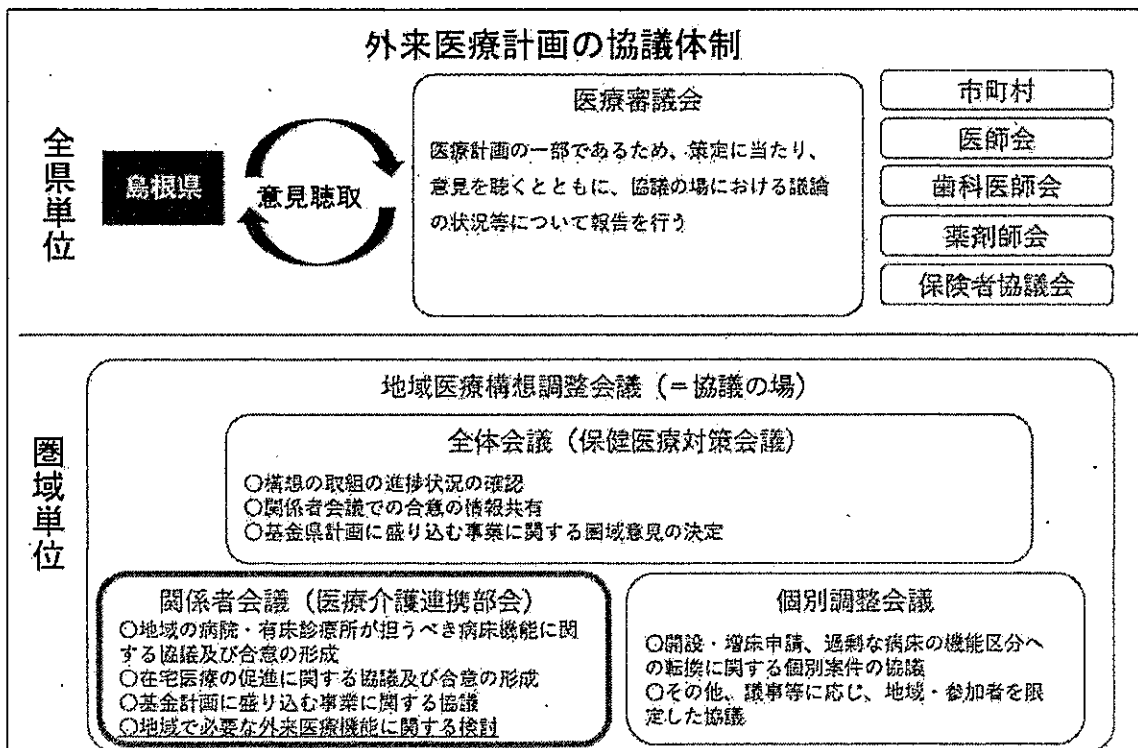 外来医療計画の協議体制
全県単位
島根県
意見聴取
医療審議会
医療計画の一部であるため、策定に当たり、
意見を聴くとともに、協議の場における議論
の状況等について報告を行う
市町村
医師会
歯科医師会
薬剤師会
保険者協議会
圏域単位
地域医療構想調整会議(=協議の場)
全体会議(保健医療対策会議)
○構想の取組の進捗状況の確認
○関係者会議での合意の情報共有
○基金県計画に盛り込む事業に関する圏域意見の決定
関係者会議(医療介護連携部会)
○地域の病院・有床診療所が担うべき病床機能に関
する協議及び合意の形成
○在宅医療の促進に関する協議及び合意の形成
○基金計画に盛り込む事業に関する協議
○地域で必要な外来医療機能に関する検討
個別調整会議
○開設・増床申請、過剰な病床の機能区分へ
の転換に関する個別案件の協議
○その他、議事等に応じ、地域・参加者を限
定した協議